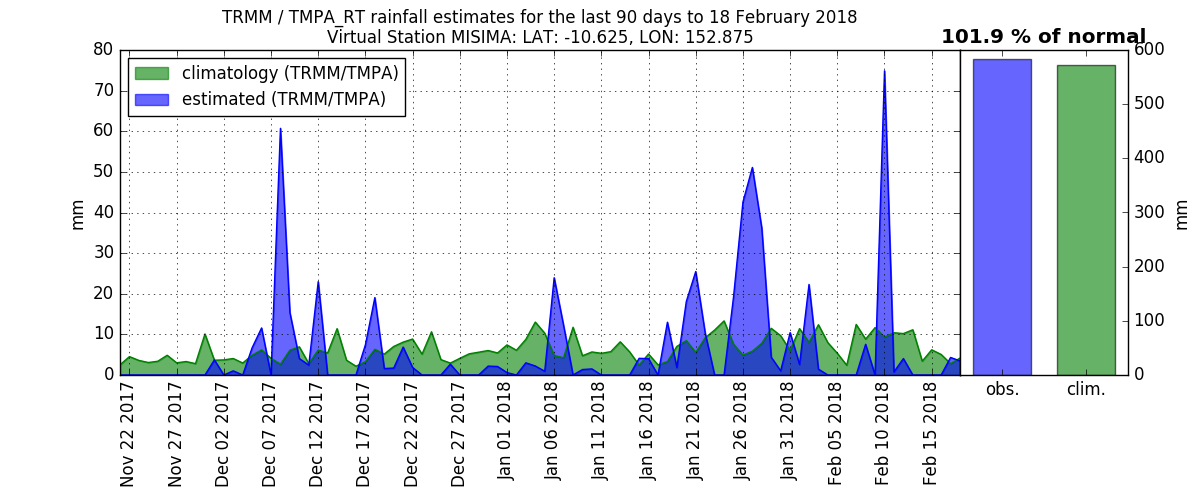 TRMM / TMPA_RT rainfall estimates for the last 90 days to 18 February 2018
Virtual Station MISIMA: LAT: -10.625, LON: 152.875
101.9 % of normal
climatology (TRMM/TMPA)
estimated (TRMM/TMPA)
80
70
60
50
40
30
20
10
0
mm
Nov 22 2017
Nov 27 2017
Dec 02 2017
Dec 07 2017
Dec 12 2017
Dec 17 2017
Dec 22 2017
Dec 27 2017
Jan 01 2018
Jan 06 2018
Jan 11 2018
Jan 16 2018
Jan 21 2018
Jan 26 2018
Jan 31 2018
Feb 05 2018
Feb 10 2018
Feb 15 2018
600
500
400
300
200
100
0
mm
obs.
clim.